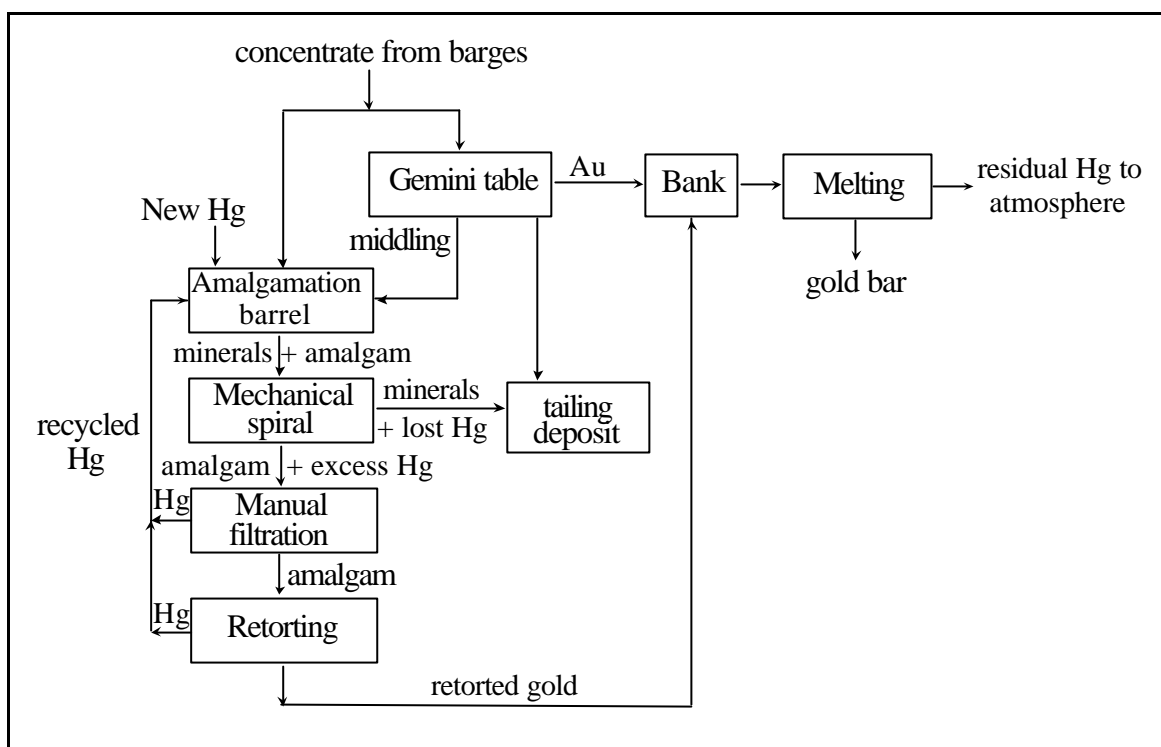 concentrate from barges
Gemini table
Au
Bank
Melting
residual Hg to
atmosphere
New Hg
middling
gold bar
Amalgamation
barrel
minerals + amalgam
Mechanical
spiral
minerals
+ lost Hg
tailing
deposit
recycled
Hg
amalgam + excess Hg
Hg
Manual
filtration
amalgam
Hg
Retorting
retorted gold